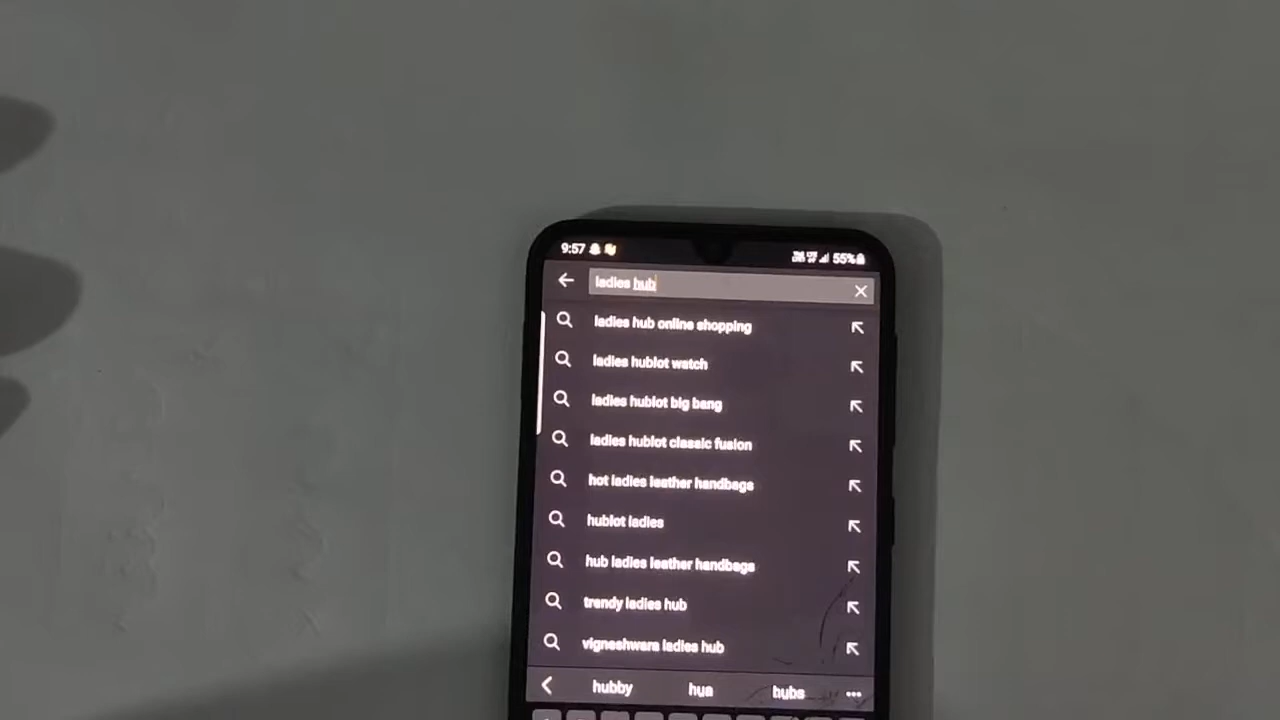 9:57 55%
ladies hub
ladies hub online shopping
ladies hublot watch
ladies hublot big bang
ladies hublot classic fusion
hot ladies leather handbags
hublot ladies
hub ladies leather handbags
trendy ladies hub
vigneshwara ladies hub
hubby hua hubs